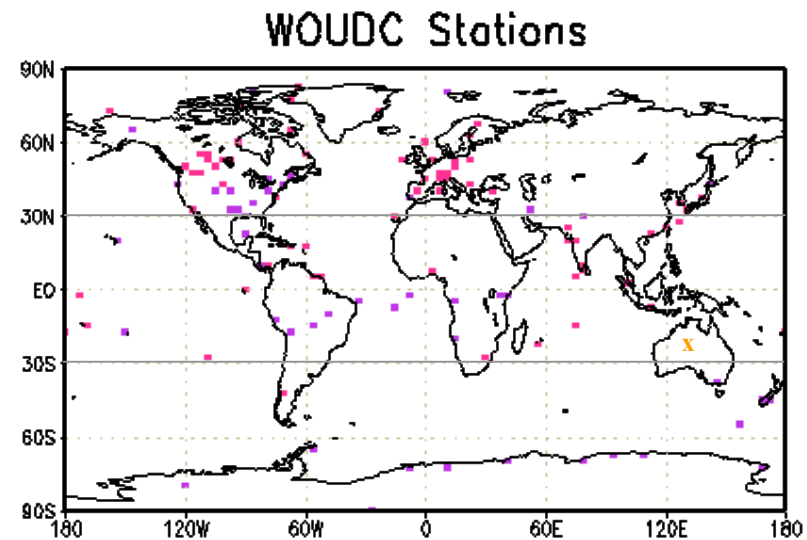 WOUDC Stations
90N
60N
30N
EQ
30S
60S
90S
180
120W
60W
0
60E
120E
180
x